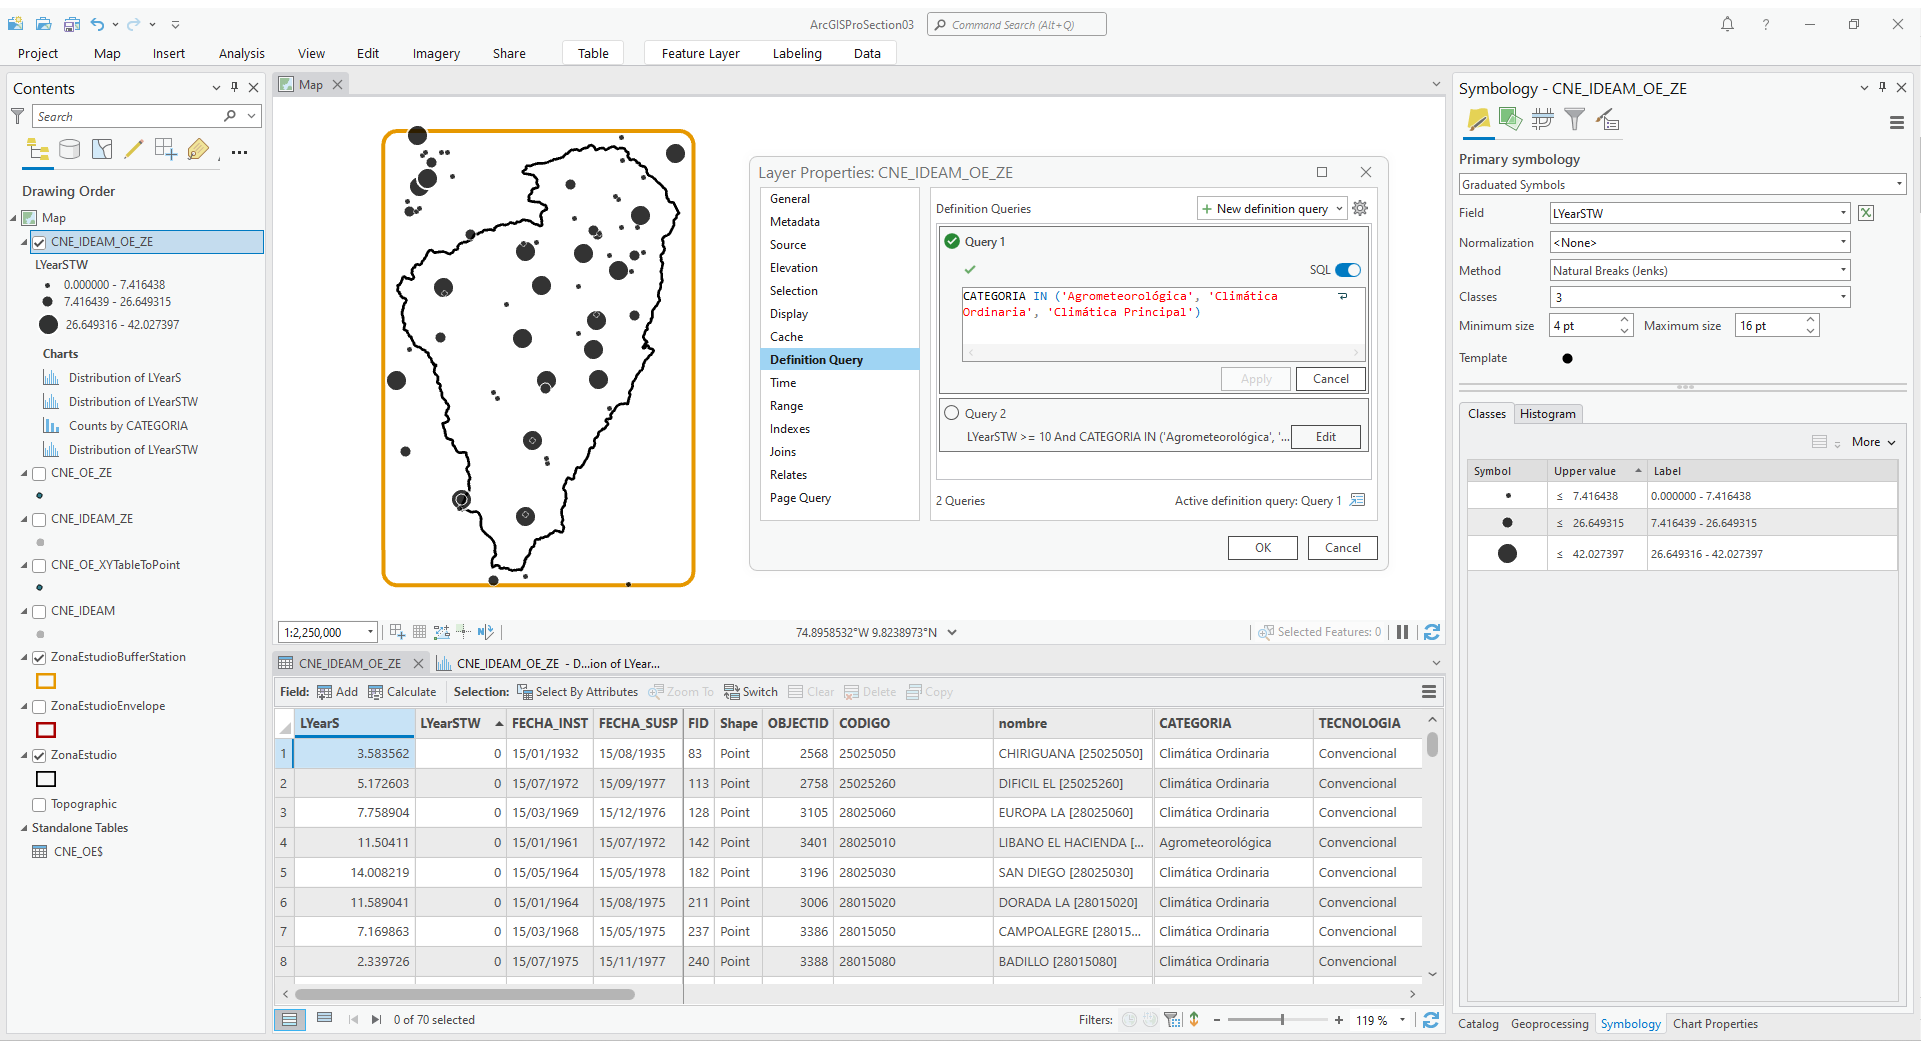 ArcGISProSection03
Command Search (Alt+Q)
Project Map Insert Analysis View Edit Imagery Share Table Feature Layer Labeling Data
Contents
Search
Drawing Order
Map
CNE_IDEAM_OE_ZE
LYearSTW
0.000000 - 7.416438
7.416439 - 26.649315
26.649316 - 42.027397
Charts
Distribution of LYearS
Distribution of LYearSTW
Counts by CATEGORIA
Distribution of LYearSTW
CNE_OE_ZE
CNE_IDEAM_ZE
CNE_OE_XYTableToPoint
CNE_IDEAM
ZonaEstudioBufferStation
ZonaEstudioEnvelope
ZonaEstudio
Topographic
Standalone Tables
CNE_OE$
Map
Layer Properties: CNE_IDEAM_OE_ZE
General
Metadata
Source
Elevation
Selection
Display
Cache
Definition Query
Time
Range
Indexes
Joins
Relates
Page Query
Definition Queries
New definition query
Query 1
SQL
CATEGORIA IN ('Agrometeorológica', 'Climática
Ordinaria', 'Climática Principal')
Apply Cancel
Query 2
LYearSTW >= 10 And CATEGORIA IN ('Agrometeorológica', '... Edit
2 Queries Active definition query: Query 1
OK Cancel
1:2,250,000 74.8958532°W 9.8238973°N Selected Features: 0
CNE_IDEAM_OE_ZE CNE_IDEAM_OE_ZE - D...ion of LYear...
Field: Add Calculate Selection: Select By Attributes Zoom To Switch Clear Delete Copy
LYearS LYearSTW FECHA_INST FECHA_SUSP FID Shape OBJECTID CODIGO nombre CATEGORIA TECNOLOGIA
1 3.583562 0 15/01/1932 15/08/1935 83 Point 2568 25025050 CHIRIGUANA [25025050] Climática Ordinaria Convencional
2 5.172603 0 15/07/1972 15/09/1977 113 Point 2758 25025260 DIFICIL EL [25025260] Climática Ordinaria Convencional
3 7.758904 0 15/03/1969 15/12/1976 128 Point 3105 28025060 EUROPA LA [28025060] Climática Ordinaria Convencional
4 11.50411 0 15/01/1961 15/07/1972 142 Point 3401 28025010 LIBANO EL HACIENDA [... Agrometeorológica Convencional
5 14.008219 0 15/05/1964 15/05/1978 182 Point 3196 28025030 SAN DIEGO [28025030] Climática Ordinaria Convencional
6 11.589041 0 15/01/1964 15/08/1975 211 Point 3006 28015020 DORADA LA [28015020] Climática Ordinaria Convencional
7 7.169863 0 15/03/1968 15/05/1975 237 Point 3386 28015050 CAMPOALEGRE [28015... Climática Ordinaria Convencional
8 2.339726 0 15/07/1975 15/11/1977 240 Point 3388 28015080 BADILLO [28015080] Climática Ordinaria Convencional
0 of 70 selected Filters: 119 %
Symbology - CNE_IDEAM_OE_ZE
Primary symbology
Graduated Symbols
Field LYearSTW
Normalization <None>
Method Natural Breaks (Jenks)
Classes 3
Minimum size 4 pt Maximum size 16 pt
Template
Classes Histogram
More
Symbol Upper value Label
≤ 7.416438 0.000000 - 7.416438
≤ 26.649315 7.416439 - 26.649315
≤ 42.027397 26.649316 - 42.027397
Catalog Geoprocessing Symbology Chart Properties